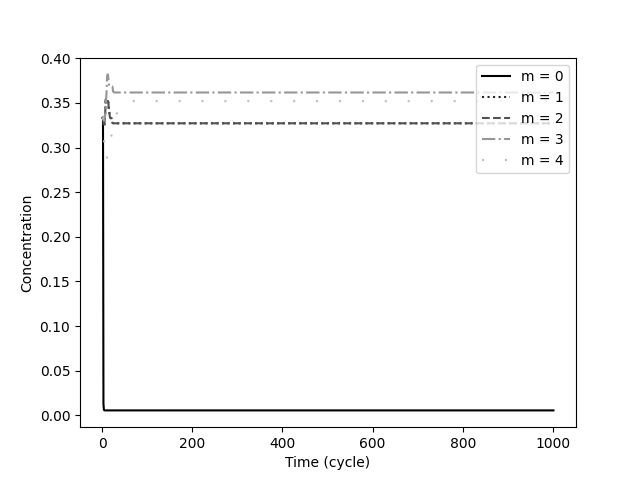 0.40
0.35
0.30
0.25
0.20
0.15
0.10
0.05
0.00
Concentration
m = 0
m = 1
m = 2
m = 3
m = 4
0 200 400 600 800 1000
Time (cycle)